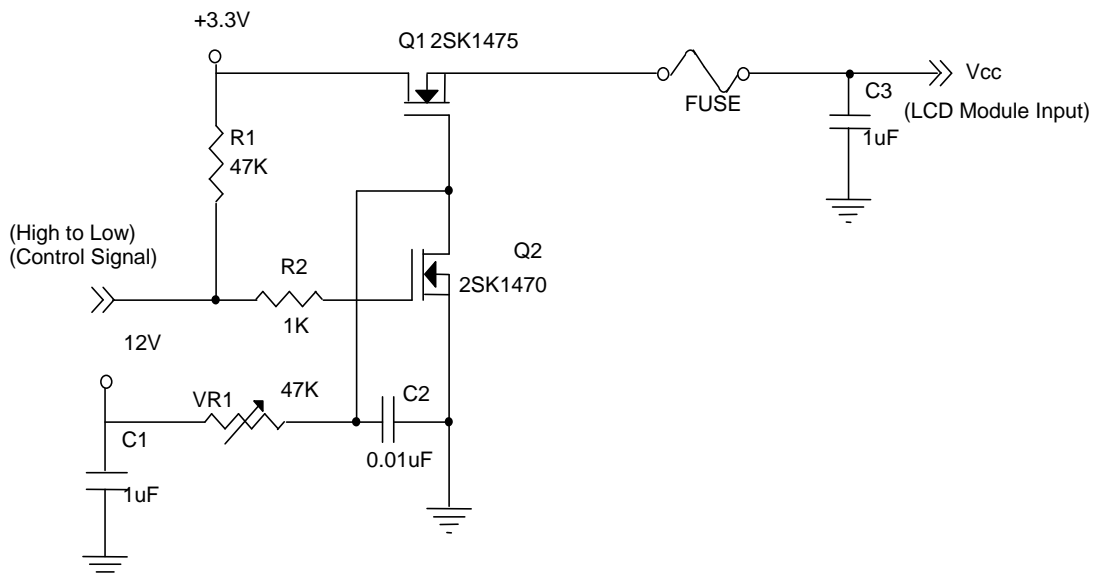 +3.3V
Q1 2SK1475
Vcc
C3
FUSE
(LCD Module Input)
R1
1uF
47K
(High to Low)
(Control Signal)
Q2
R2
2SK1470
1K
12V
47K
VR1
C2
C1
0.01uF
1uF